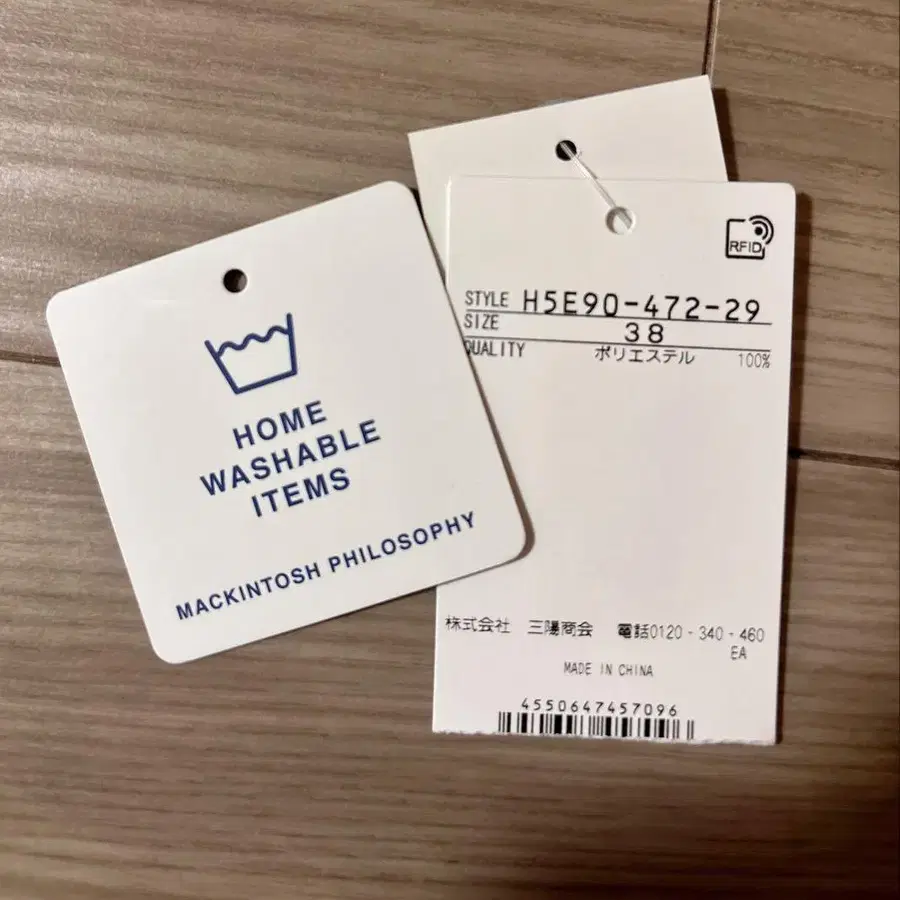 HOME
WASHABLE
ITEMS
MACKINTOSH PHILOSOPHY
RFID
STYLE H5E90-472-29
SIZE 38
QUALITY ポリエステル 100%
株式会社 三陽商会 電話0120-340-460
EA
MADE IN CHINA
4550647457096